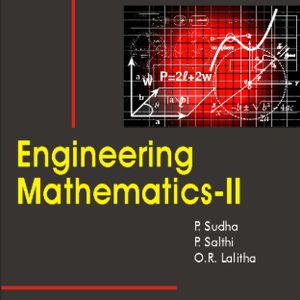 P=2ℓ+2w
W
a
b
|a×b|
Engineering
Mathematics-II
P. Sudha
P. Salthi
O.R. Lalitha